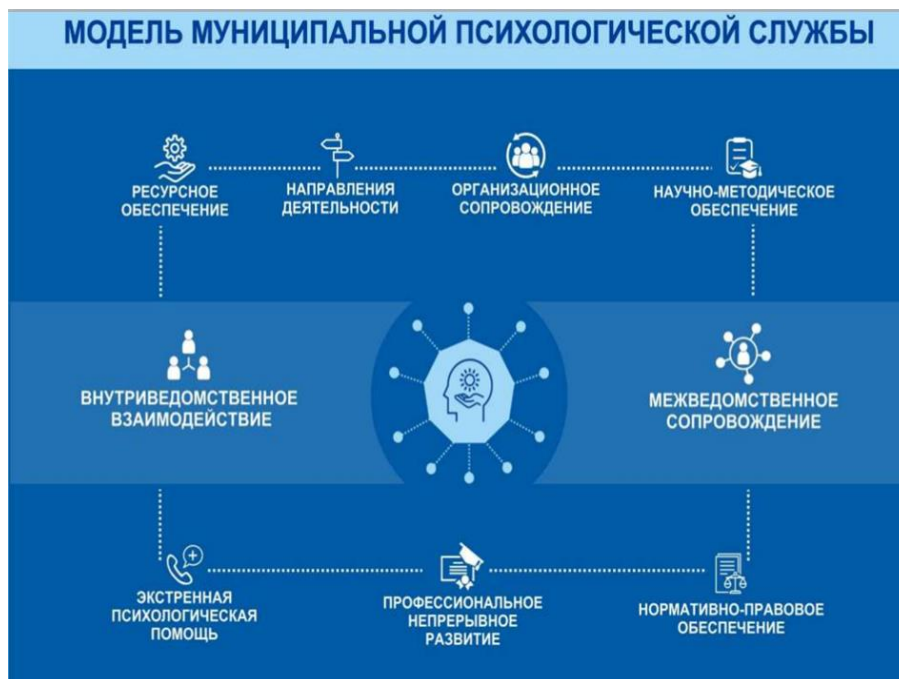 МОДЕЛЬ МУНИЦИПАЛЬНОЙ ПСИХОЛОГИЧЕСКОЙ СЛУЖБЫ
РЕСУРСНОЕ
ОБЕСПЕЧЕНИЕ
НАПРАВЛЕНИЯ
ДЕЯТЕЛЬНОСТИ
ОРГАНИЗАЦИОННОЕ
СОПРОВОЖДЕНИЕ
НАУЧНО-МЕТОДИЧЕСКОЕ
ОБЕСПЕЧЕНИЕ
ВНУТРИВЕДОМСТВЕННОЕ
ВЗАИМОДЕЙСТВИЕ
МЕЖВЕДОМСТВЕННОЕ
СОПРОВОЖДЕНИЕ
ЭКСТРЕННАЯ
ПСИХОЛОГИЧЕСКАЯ
ПОМОЩЬ
ПРОФЕССИОНАЛЬНОЕ
НЕПРЕРЫВНОЕ
РАЗВИТИЕ
НОРМАТИВНО-ПРАВОВОЕ
ОБЕСПЕЧЕНИЕ